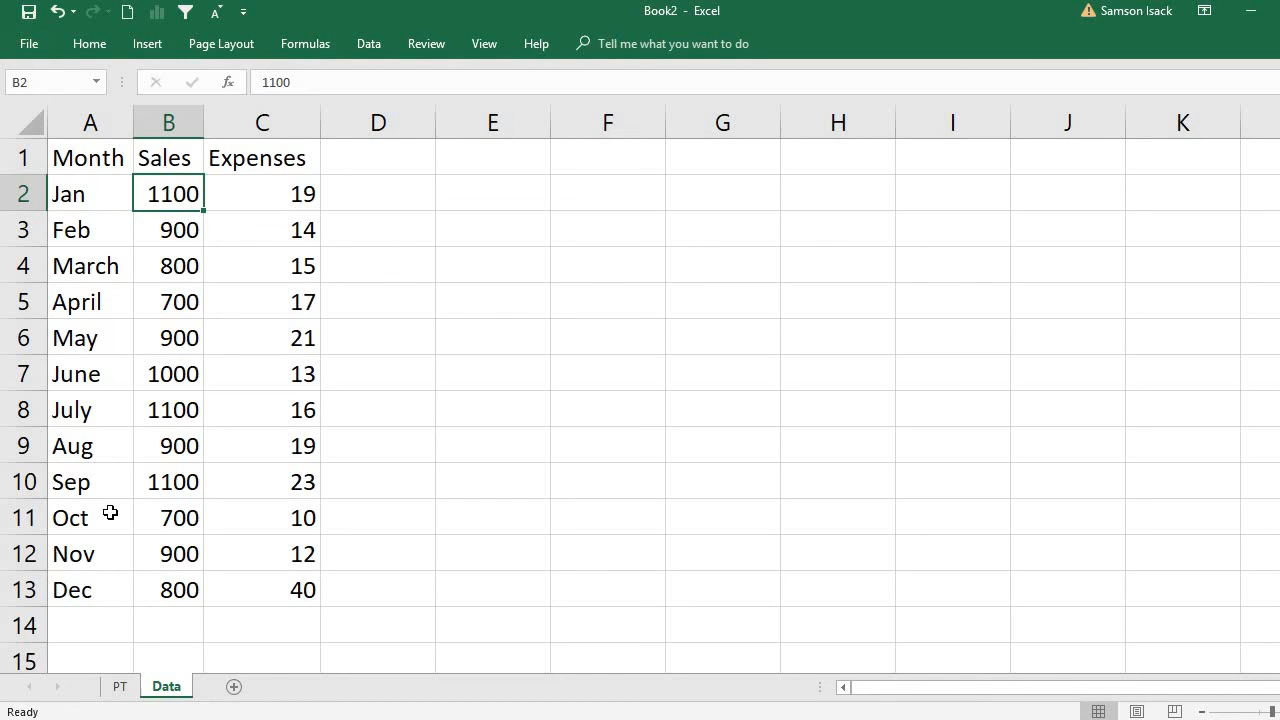 Book2 - Excel
Samson Isack
File Home Insert Page Layout Formulas Data Review View Help Tell me what you want to do
B2 fx 1100
A B C D E F G H I J K
1 Month Sales Expenses
2 Jan 1100 19
3 Feb 900 14
4 March 800 15
5 April 700 17
6 May 900 21
7 June 1000 13
8 July 1100 16
9 Aug 900 19
10 Sep 1100 23
11 Oct 700 10
12 Nov 900 12
13 Dec 800 40
14
15
PT Data
Ready